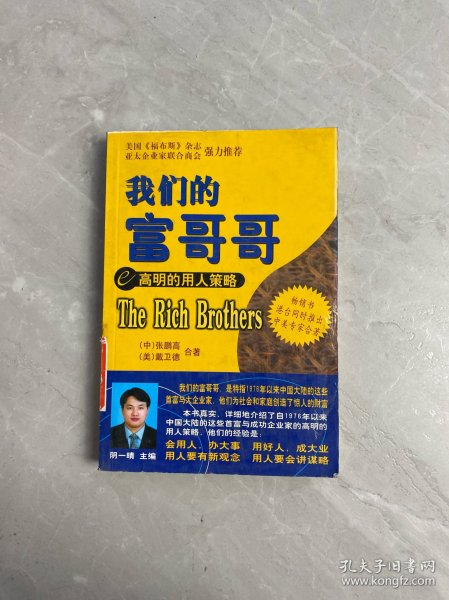 美国《福布斯》杂志
亚太企业家联合商会 强力推荐
我们的
富哥哥
e 高明的用人策略
The Rich Brothers
畅销书
港台同时推出
中美专家合著
(中)张鹏高
(美)戴卫德 合著
我们的富哥哥，是特指1976年以来中国大陆的这些
首富与大企业家，他们为社会和家庭创造了惊人的财富
本书真实、详细地介绍了自1976年以来
中国大陆的这些首富与成功企业家的高明的
用人策略，他们的经验是：
会用人，办大事 用好人，成大业
用人要有新观念 用人要会讲谋略
阴一晴 主编
孔夫子旧书网
www.kongfz.com